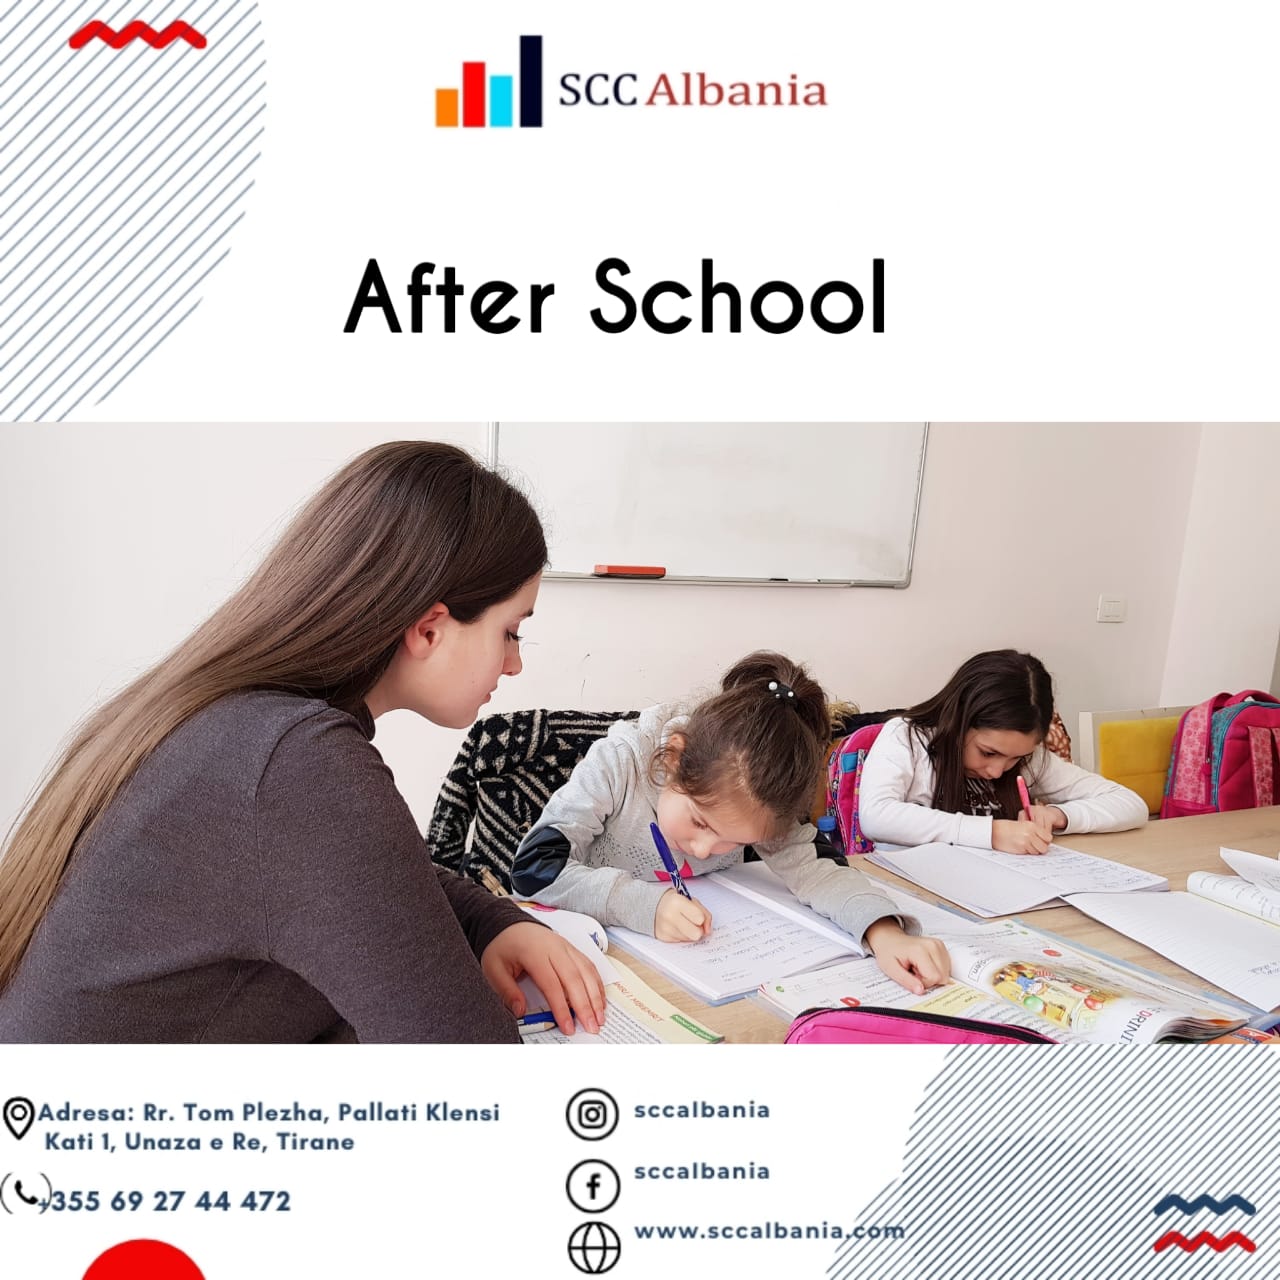 SCC Albania
After School
Adresa: Rr. Tom Plezha, Pallati Klensi
Kati 1, Unaza e Re, Tirane
+355 69 27 44 472
sccalbania
sccalbania
www.sccalbania.com